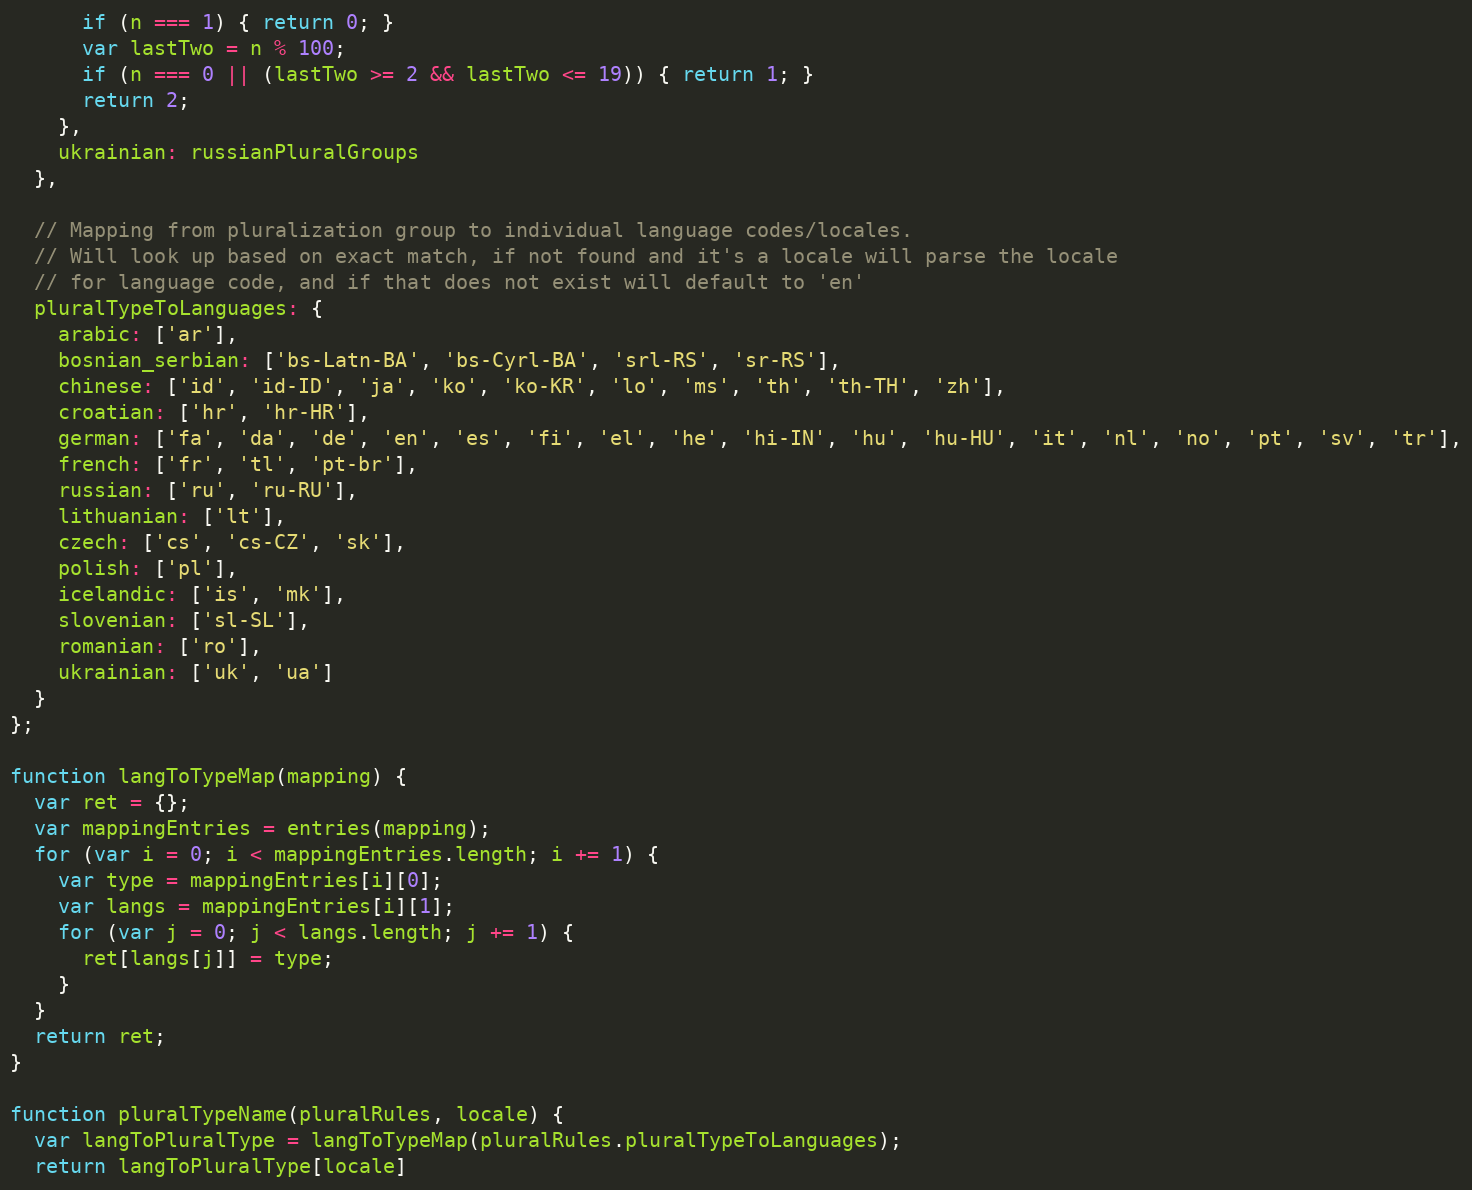 if (n === 1) { return 0; }
      var lastTwo = n % 100;
      if (n === 0 || (lastTwo >= 2 && lastTwo <= 19)) { return 1; }
      return 2;
    },
    ukrainian: russianPluralGroups
  },

  // Mapping from pluralization group to individual language codes/locales.
  // Will look up based on exact match, if not found and it's a locale will parse the locale
  // for language code, and if that does not exist will default to 'en'
  pluralTypeToLanguages: {
    arabic: ['ar'],
    bosnian_serbian: ['bs-Latn-BA', 'bs-Cyrl-BA', 'srl-RS', 'sr-RS'],
    chinese: ['id', 'id-ID', 'ja', 'ko', 'ko-KR', 'lo', 'ms', 'th', 'th-TH', 'zh'],
    croatian: ['hr', 'hr-HR'],
    german: ['fa', 'da', 'de', 'en', 'es', 'fi', 'el', 'he', 'hi-IN', 'hu', 'hu-HU', 'it', 'nl', 'no', 'pt', 'sv', 'tr'],
    french: ['fr', 'tl', 'pt-br'],
    russian: ['ru', 'ru-RU'],
    lithuanian: ['lt'],
    czech: ['cs', 'cs-CZ', 'sk'],
    polish: ['pl'],
    icelandic: ['is', 'mk'],
    slovenian: ['sl-SL'],
    romanian: ['ro'],
    ukrainian: ['uk', 'ua']
  }
};

function langToTypeMap(mapping) {
  var ret = {};
  var mappingEntries = entries(mapping);
  for (var i = 0; i < mappingEntries.length; i += 1) {
    var type = mappingEntries[i][0];
    var langs = mappingEntries[i][1];
    for (var j = 0; j < langs.length; j += 1) {
      ret[langs[j]] = type;
    }
  }
  return ret;
}

function pluralTypeName(pluralRules, locale) {
  var langToPluralType = langToTypeMap(pluralRules.pluralTypeToLanguages);
  return langToPluralType[locale]